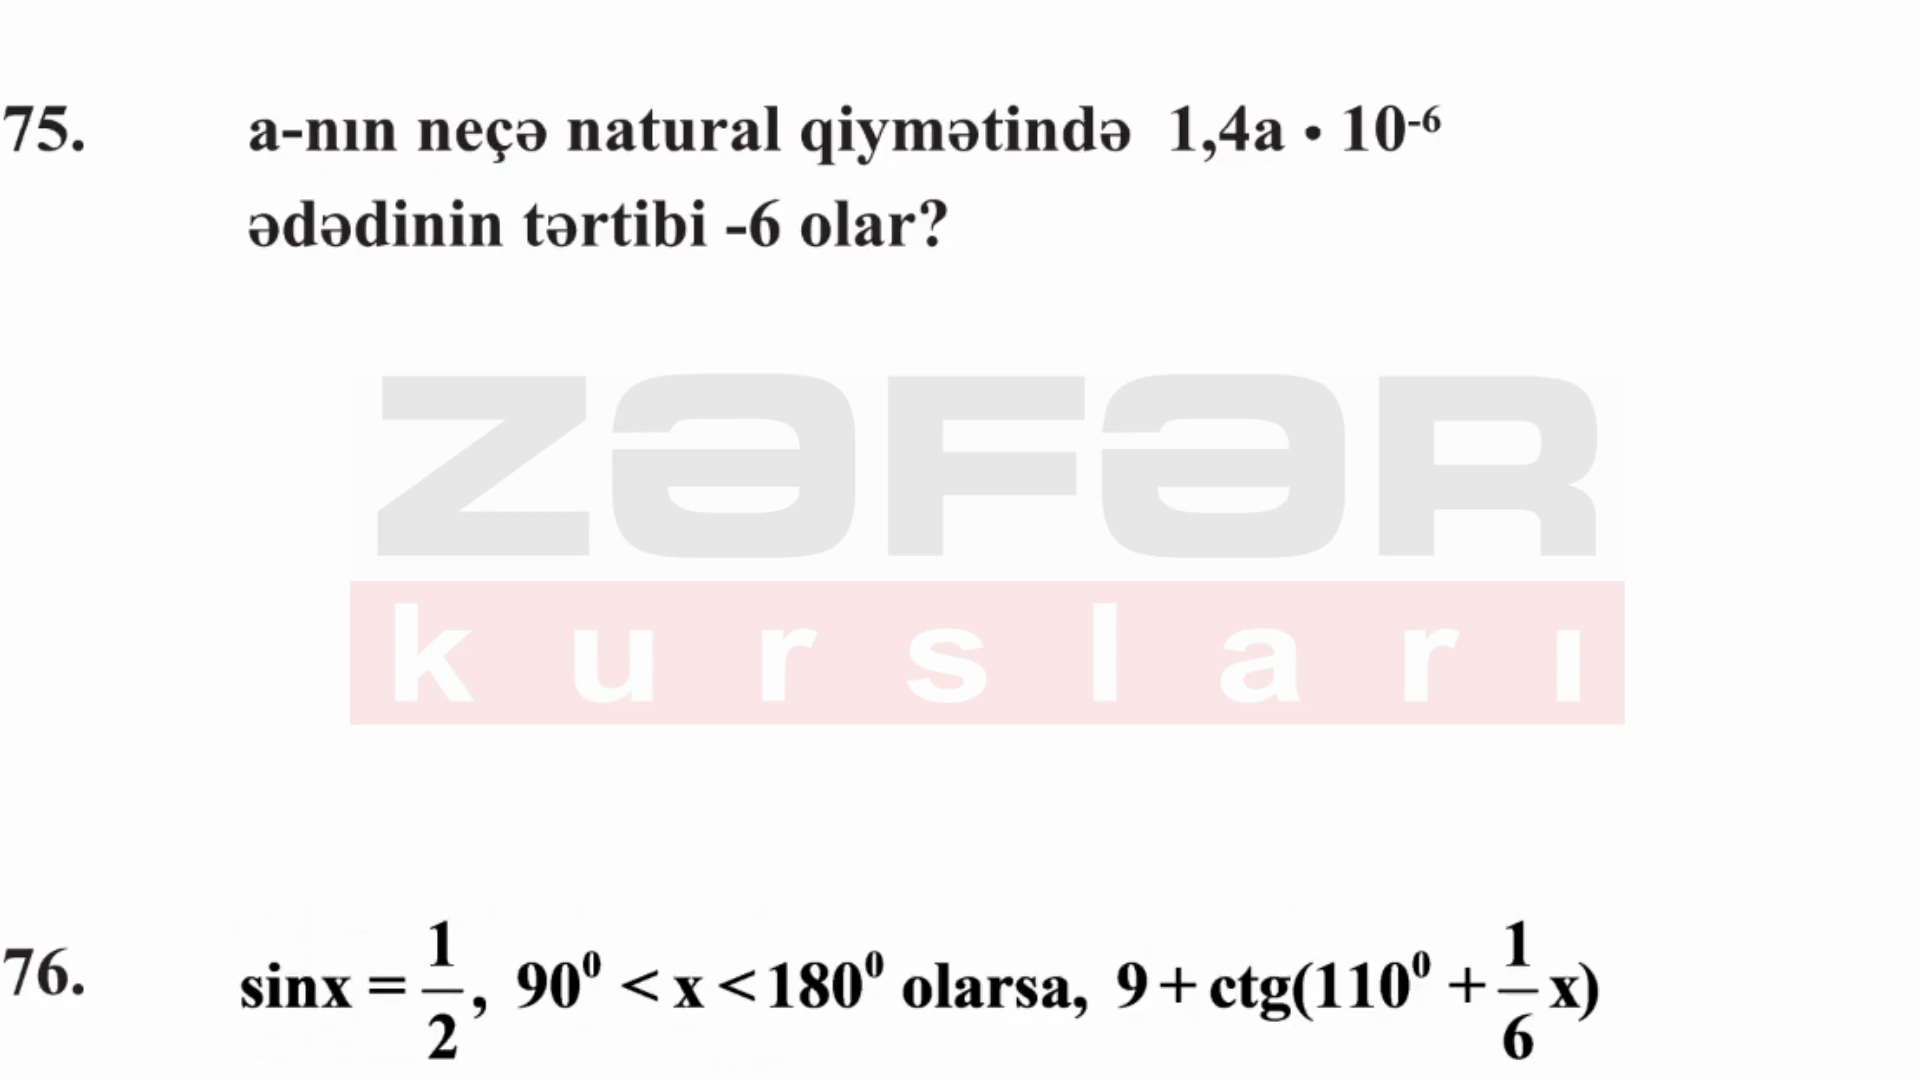 75. a-nın neçə natural qiymətində 1,4a • 10⁻⁶
ədədinin tərtibi -6 olar?
ZƏFƏR
kursları
76. sinx = 1/2, 90⁰ < x < 180⁰ olarsa, 9 + ctg(110⁰ + 1/6 x)